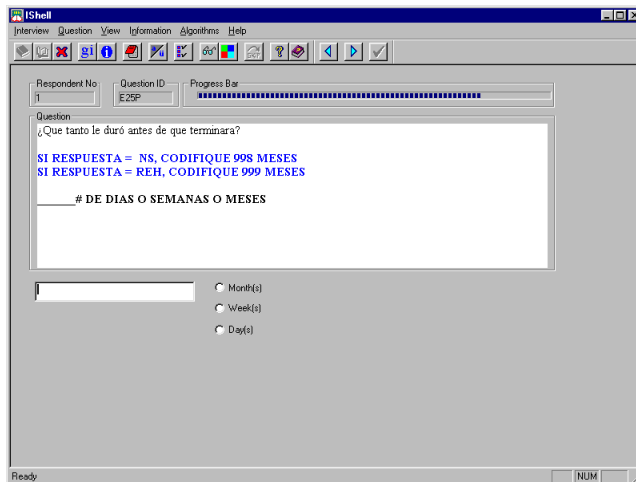 IShell
Interview Question View Information Algorithms Help
gi
Respondent No
Question ID
Progress Bar
1
E25P
Question
¿Que tanto le duró antes de que terminara?
SI RESPUESTA = NS, CODIFIQUE 998 MESES
SI RESPUESTA = REH, CODIFIQUE 999 MESES
______# DE DIAS O SEMANAS O MESES
Month(s)
Week(s)
Day(s)
Ready
NUM